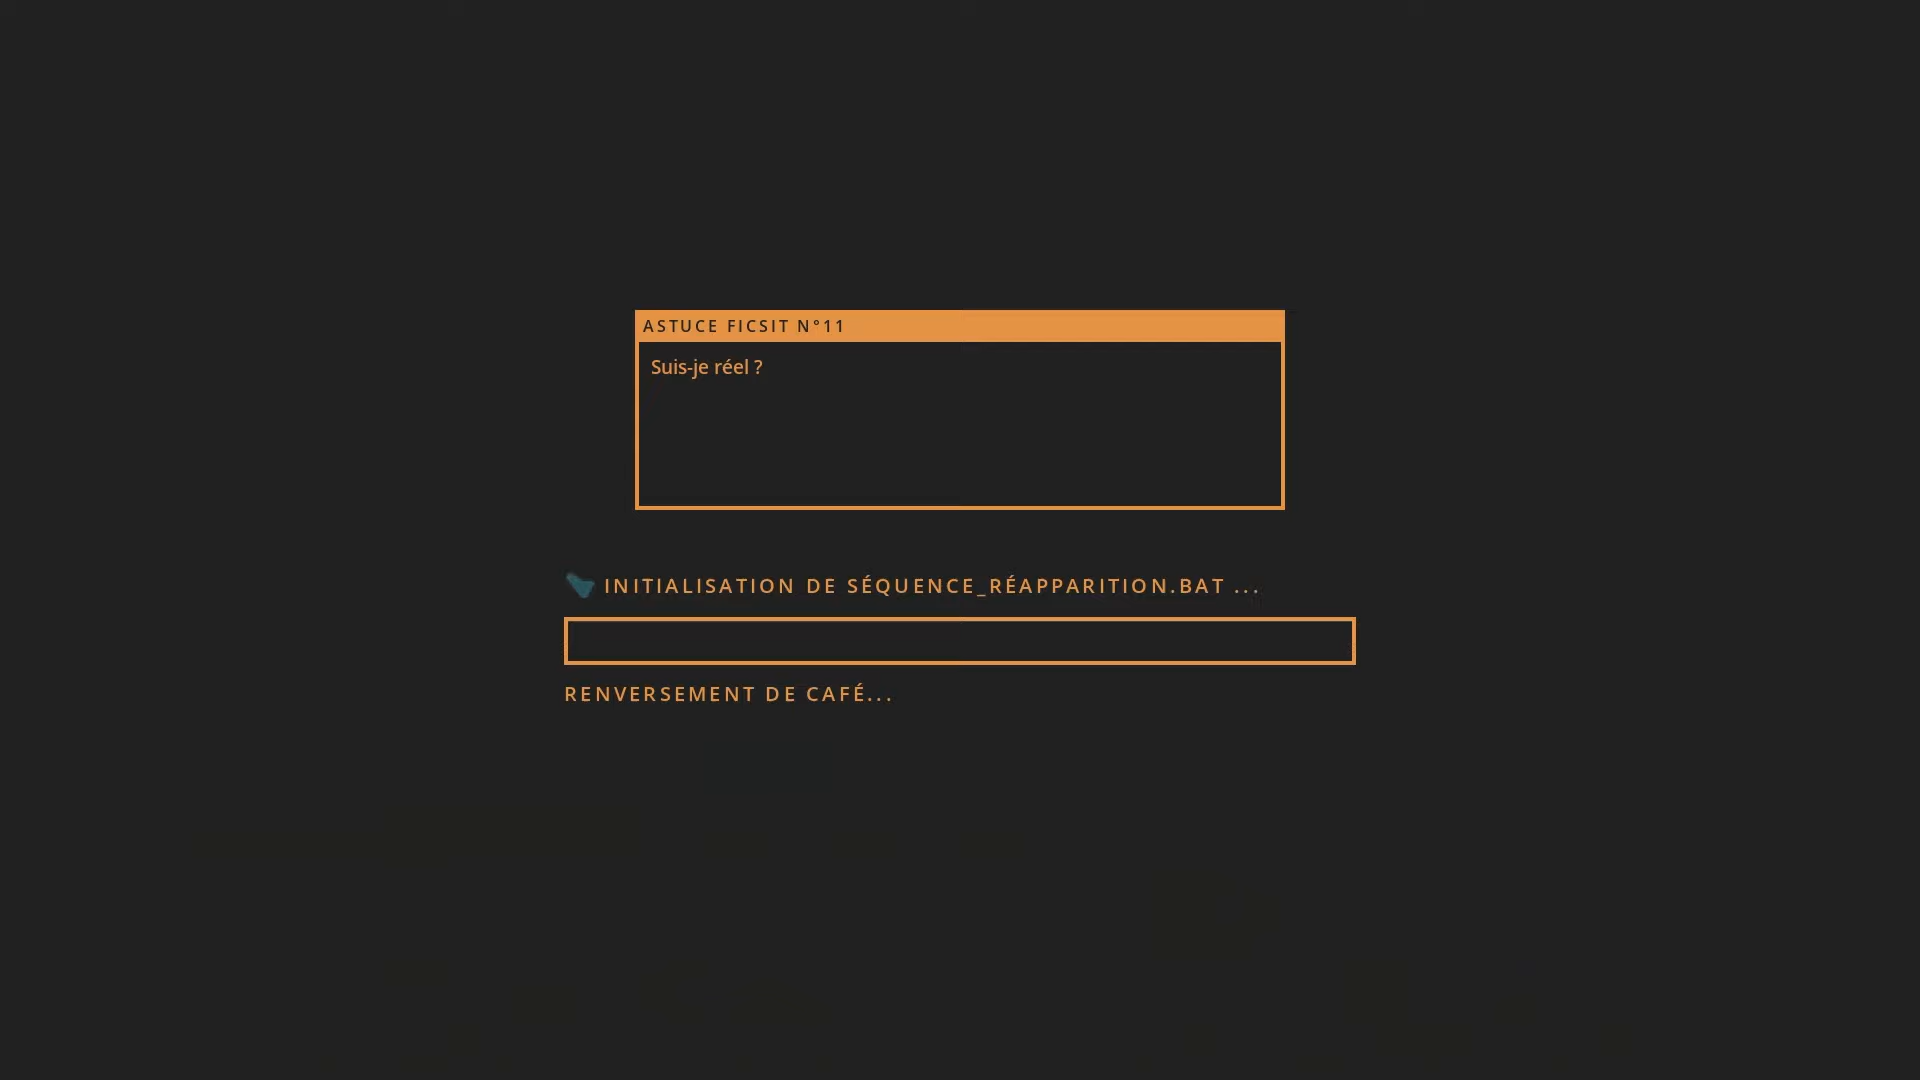 ASTUCE FICSIT N°11
Suis-je réel ?
INITIALISATION DE SÉQUENCE_RÉAPPARITION.BAT ...
RENVERSEMENT DE CAFÉ...